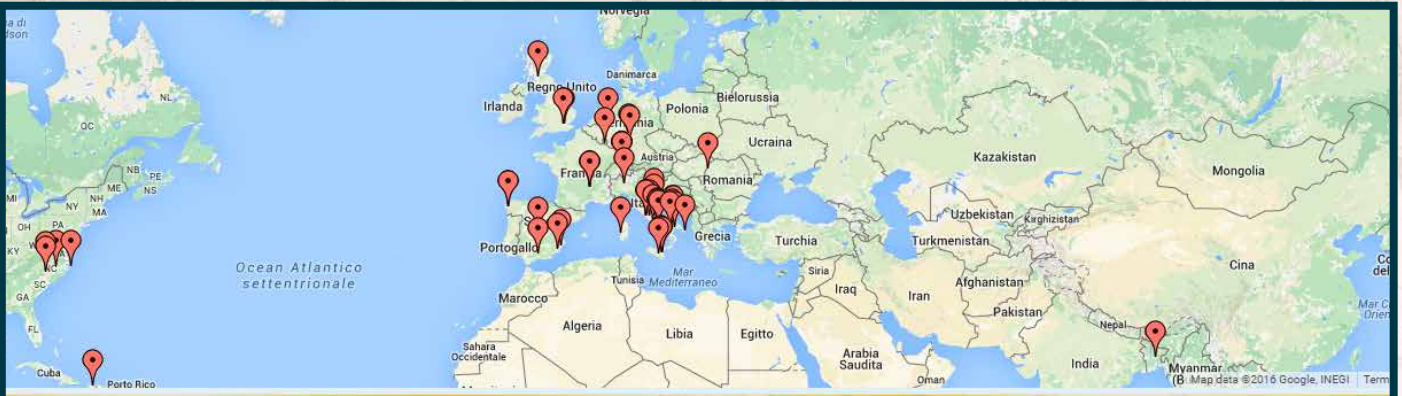 Norvegia
NL
QC
NB
PE
NS
ME
NH
MA
NY
MI
OH
PA
KY
NC
SC
GA
FL
Cuba
Porto Rico
Ocean Atlantico
settentrionale
Irlanda
Regno Unito
Danimarca
Polonia
Bielorussia
Ucraina
Austria
Romania
Portogallo
Grecia
Turchia
Mar
Mediterraneo
Tunisia
Marocco
Algeria
Libia
Egitto
Sahara
Occidentale
Siria
Iraq
Iran
Arabia
Saudita
Oman
Kazakistan
Uzbekistan
Kirghizistan
Turkmenistan
Afghanistan
Pakistan
India
Nepal
Myanmar
Mongolia
Cina
Map data ©2016 Google, INEGI